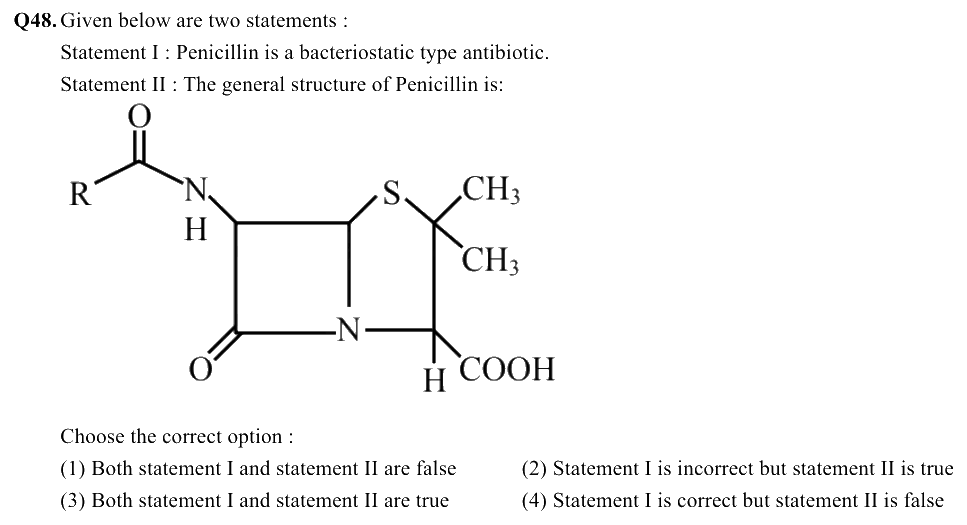 Q48. Given below are two statements :
Statement I : Penicillin is a bacteriostatic type antibiotic.
Statement II : The general structure of Penicillin is:
O
R N S CH3
H
CH3
N
O H COOH
Choose the correct option :
(1) Both statement I and statement II are false (2) Statement I is incorrect but statement II is true
(3) Both statement I and statement II are true (4) Statement I is correct but statement II is false